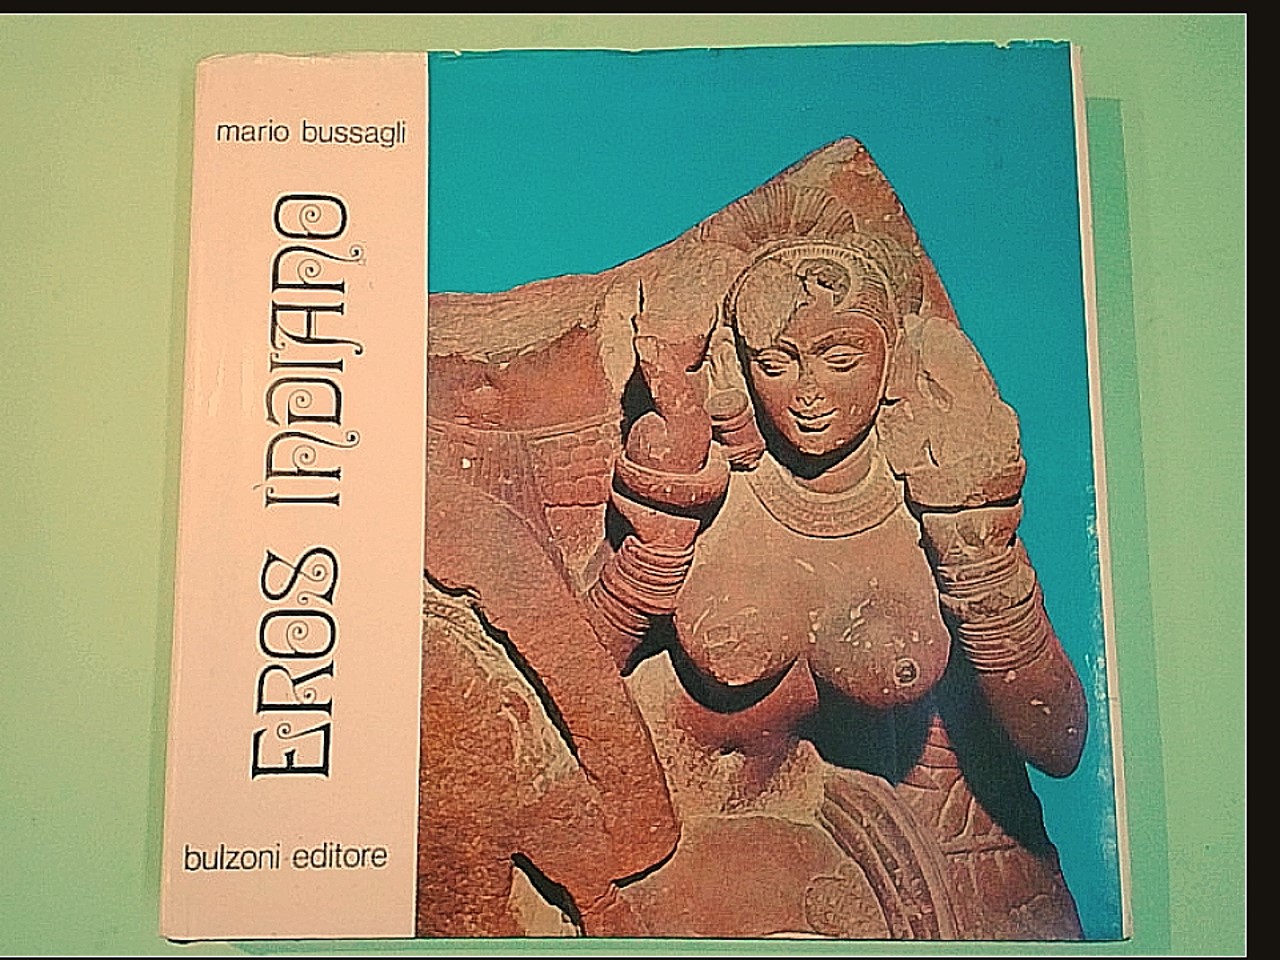 mario bussagli
EROS INDIANO
bulzoni editore